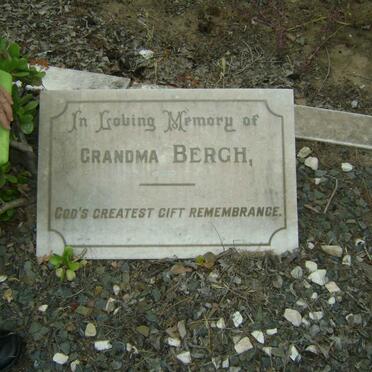 In Loving Memory of
GRANDMA BERGH,
GOD'S GREATEST GIFT REMEMBRANCE.